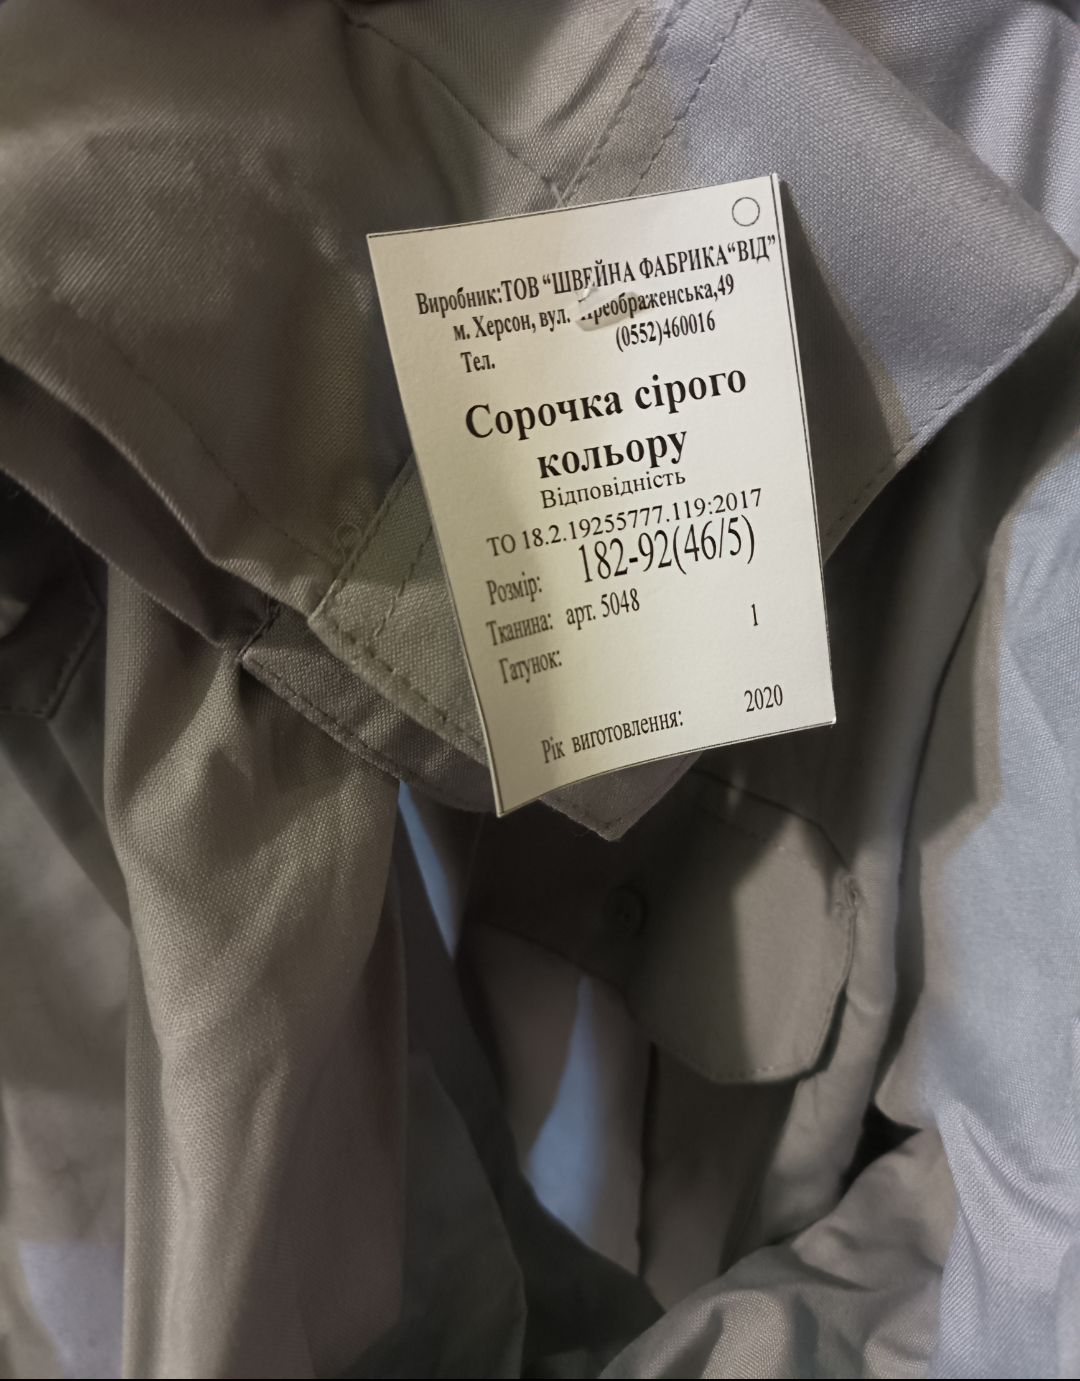 Виробник:ТОВ “ШВЕЙНА ФАБРИКА“ВІД”
м. Херсон, вул. Преображенська,49
Тел. (0552)460016
Сорочка сірого
кольору
Відповідність
ТО 18.2.19255777.119:2017
Розмір: 182-92(46/5)
Тканина: арт. 5048
Гатунок: 1
Рік виготовлення: 2020